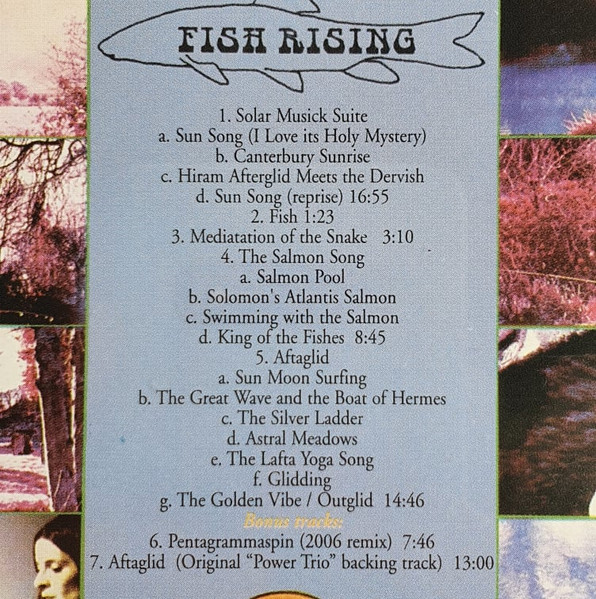 FISH RISING
1. Solar Musick Suite
a. Sun Song (I Love its Holy Mystery)
b. Canterbury Sunrise
c. Hiram Afterglid Meets the Dervish
d. Sun Song (reprise) 16:55
2. Fish 1:23
3. Mediatation of the Snake 3:10
4. The Salmon Song
a. Salmon Pool
b. Solomon's Atlantis Salmon
c. Swimming with the Salmon
d. King of the Fishes 8:45
5. Aftaglid
a. Sun Moon Surfing
b. The Great Wave and the Boat of Hermes
c. The Silver Ladder
d. Astral Meadows
e. The Lafta Yoga Song
f. Glidding
g. The Golden Vibe / Outglid 14:46
Bonus tracks:
6. Pentagrammaspin (2006 remix) 7:46
7. Aftaglid (Original “Power Trio” backing track) 13:00